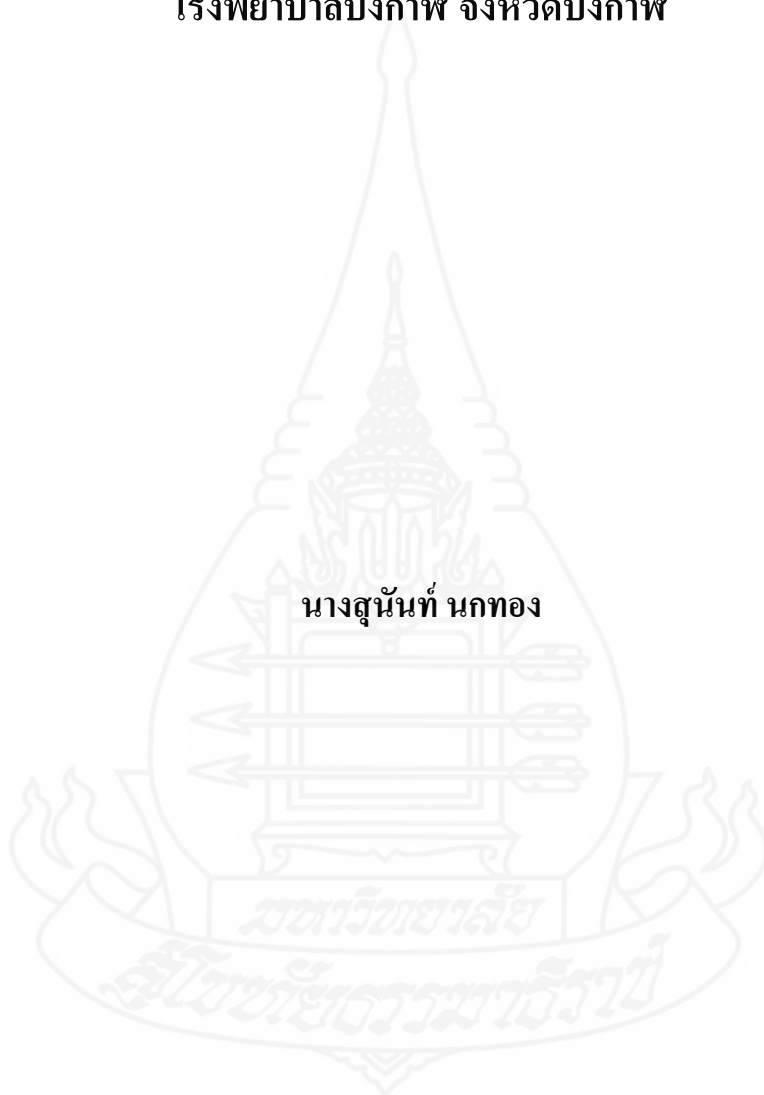 โรงพยาบาลบึงกาฬ จังหวัดบึงกาฬ
นางสุนันท์ นกทอง
มหาวิทยาลัย
สุโขทัยธรรมาธิราช